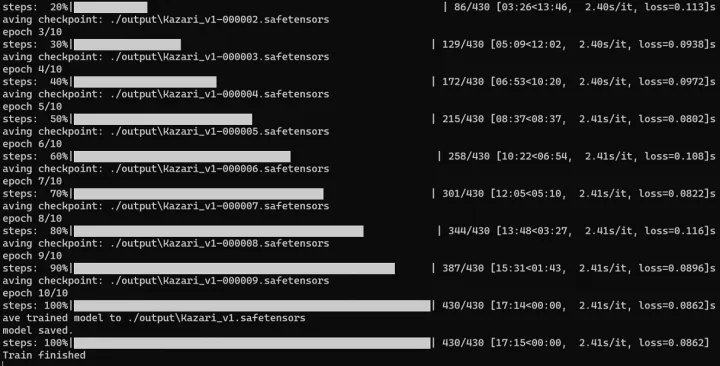 steps:  20%| | 86/430 [03:26<13:46,  2.40s/it, loss=0.113]s
aving checkpoint: ./output\Kazari_v1-000002.safetensors
epoch 3/10
steps:  30%| | 129/430 [05:09<12:02,  2.40s/it, loss=0.0938]s
aving checkpoint: ./output\Kazari_v1-000003.safetensors
epoch 4/10
steps:  40%| | 172/430 [06:53<10:20,  2.40s/it, loss=0.0972]s
aving checkpoint: ./output\Kazari_v1-000004.safetensors
epoch 5/10
steps:  50%| | 215/430 [08:37<08:37,  2.41s/it, loss=0.0802]s
aving checkpoint: ./output\Kazari_v1-000005.safetensors
epoch 6/10
steps:  60%| | 258/430 [10:22<06:54,  2.41s/it, loss=0.108]s
aving checkpoint: ./output\Kazari_v1-000006.safetensors
epoch 7/10
steps:  70%| | 301/430 [12:05<05:10,  2.41s/it, loss=0.0822]s
aving checkpoint: ./output\Kazari_v1-000007.safetensors
epoch 8/10
steps:  80%| | 344/430 [13:48<03:27,  2.41s/it, loss=0.116]s
aving checkpoint: ./output\Kazari_v1-000008.safetensors
epoch 9/10
steps:  90%| | 387/430 [15:31<01:43,  2.41s/it, loss=0.0896]s
aving checkpoint: ./output\Kazari_v1-000009.safetensors
epoch 10/10
steps: 100%| | 430/430 [17:14<00:00,  2.41s/it, loss=0.0862]s
ave trained model to ./output\Kazari_v1.safetensors
model saved.
steps: 100%| | 430/430 [17:15<00:00,  2.41s/it, loss=0.0862]
Train finished